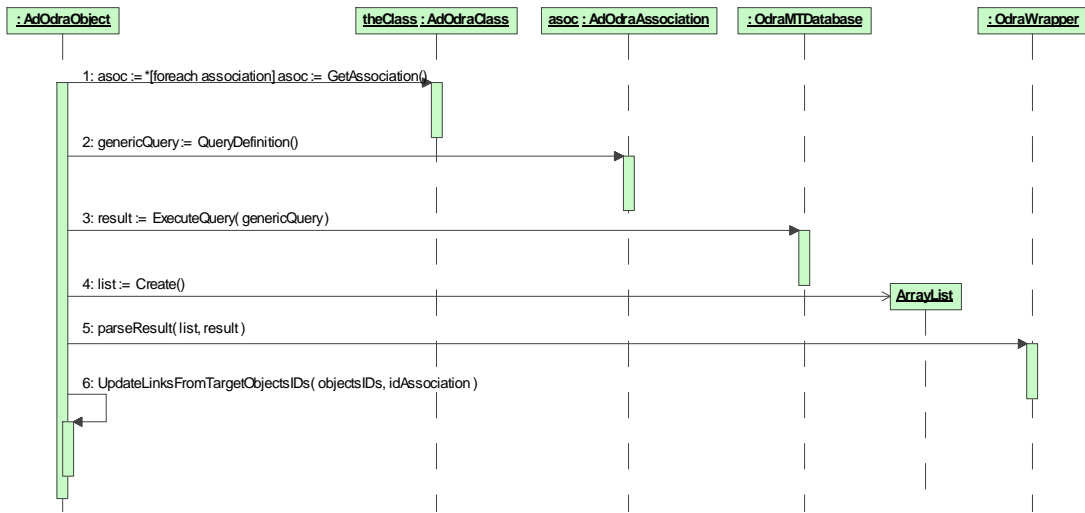 : AdOdraObject
theClass : AdOdraClass
asoc : AdOdraAssociation
: OdraMTDatabase
: OdraWrapper
1: asoc := *[foreach association] asoc := GetAssociation()
2: genericQuery := QueryDefinition()
3: result := ExecuteQuery( genericQuery )
4: list := Create()
ArrayList
5: parseResult( list, result )
6: UpdateLinksFromTargetObjectsIDs( objectsIDs, idAssociation )